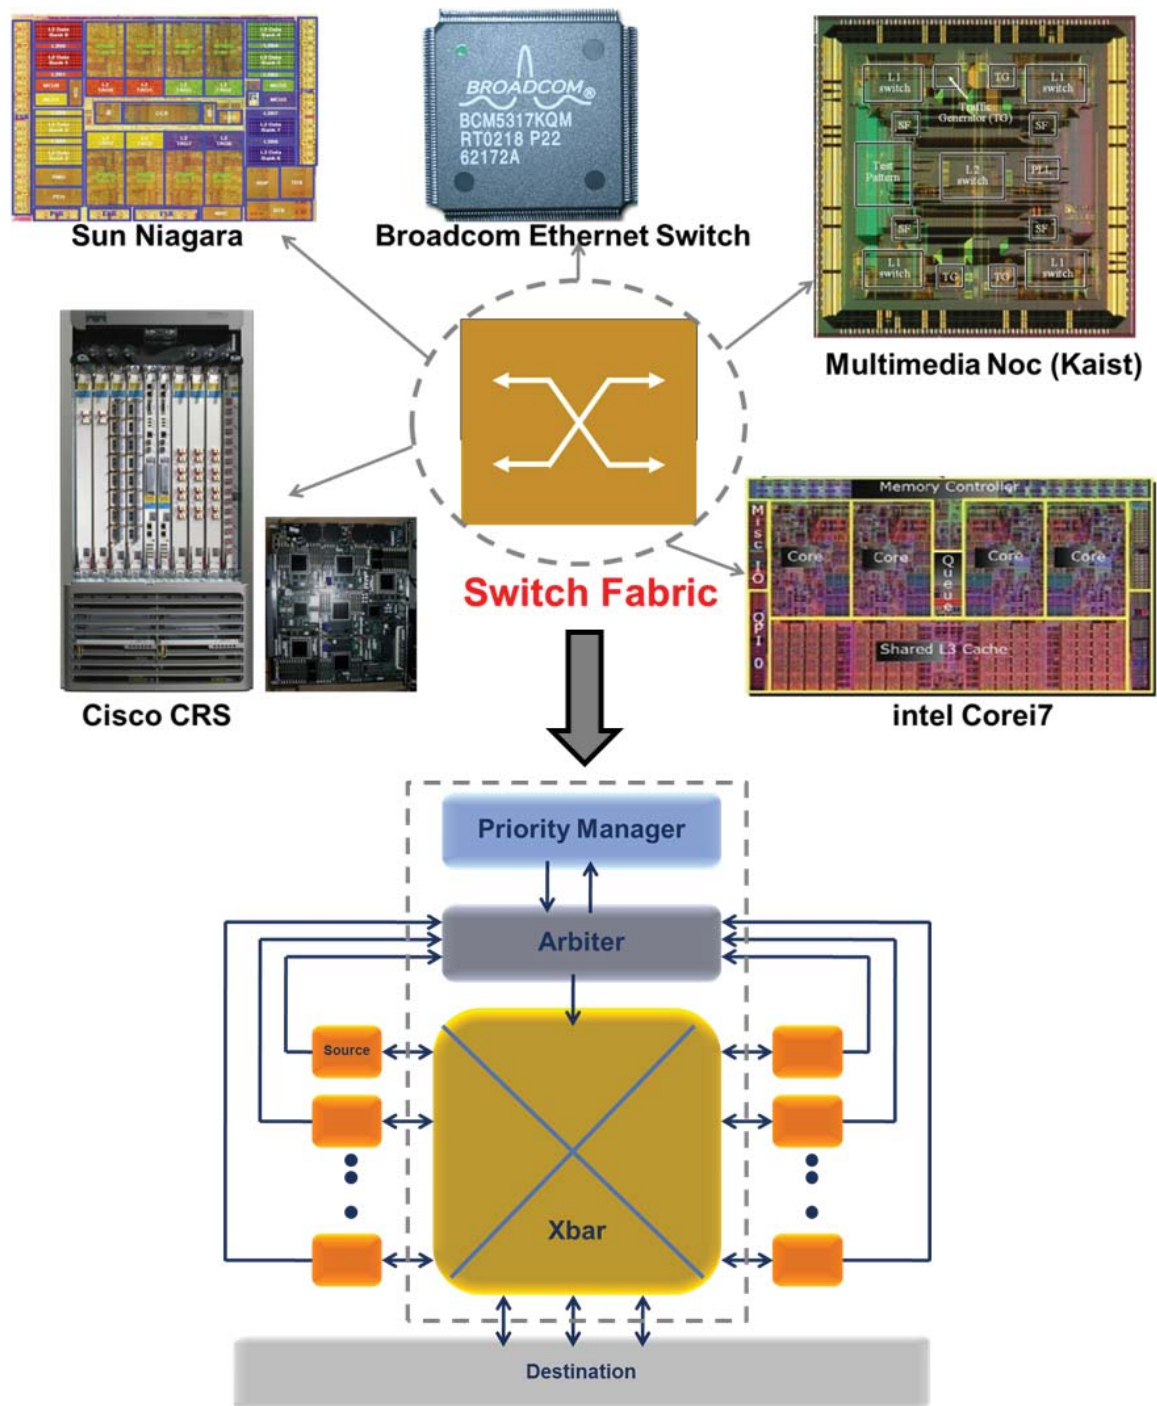 Sun Niagara
BROADCOM®
BCM5317KQM
RT0218 P22
62172A
Broadcom Ethernet Switch
L1 switch
TG
L1 switch
Traffic Generator (TG)
SF
SF
Test Pattern
L2 switch
PLL
SF
SF
L1 switch
TG
TG
L1 switch
Multimedia Noc (Kaist)
Switch Fabric
Cisco CRS
Memory Controller
Misc IO
Core
Core
Queue
Core
Core
QPI 0
Shared L3 Cache
intel Corei7
Priority Manager
Arbiter
Source
Xbar
Destination